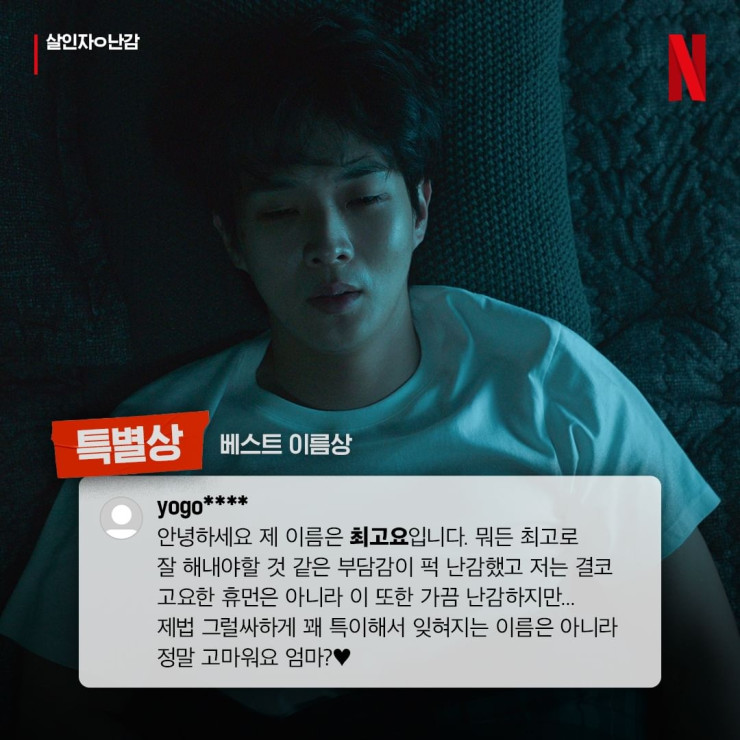 살인자ㅇ난감
N
특별상
베스트 이름상
yogo****
안녕하세요 제 이름은 최고요입니다. 뭐든 최고로
잘 해내야할 것 같은 부담감이 퍽 난감했고 저는 결코
고요한 휴먼은 아니라 이 또한 가끔 난감하지만...
제법 그럴싸하게 꽤 특이해서 잊혀지는 이름은 아니라
정말 고마워요 엄마?♥